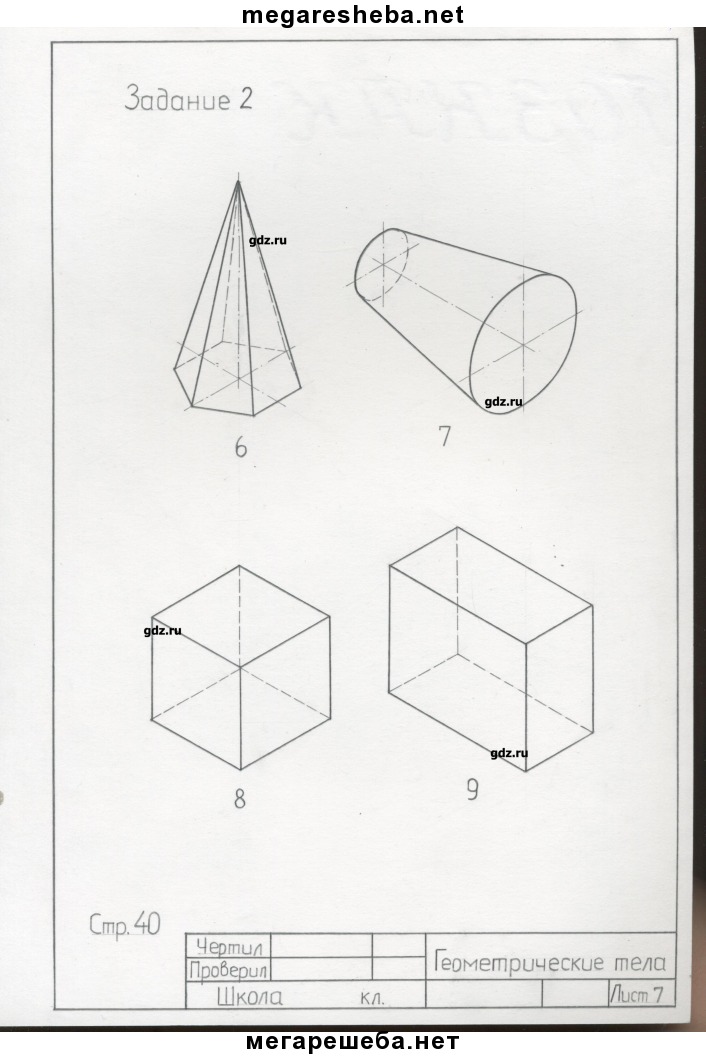 megaresheba.net
Задание 2
gdz.ru
gdz.ru
6
7
gdz.ru
gdz.ru
8
9
Стр. 40
Чертил
Проверил
Геометрические тела
Школа кл.
Лист 7
мегарешеба.нет